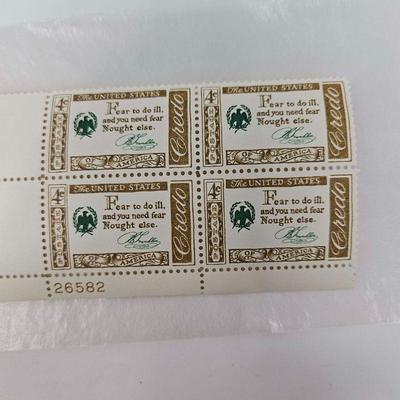 The UNITED STATES
4¢
Fear to do ill,
and you need fear
Nought else.
Credo
OF
AMERICA
The UNITED STATES
4¢
Fear to do ill,
and you need fear
Nought else.
Credo
OF
AMERICA
The UNITED STATES
4¢
Fear to do ill,
and you need fear
Nought else.
Credo
OF
AMERICA
The UNITED STATES
4¢
Fear to do ill,
and you need fear
Nought else.
Credo
OF
AMERICA
26582